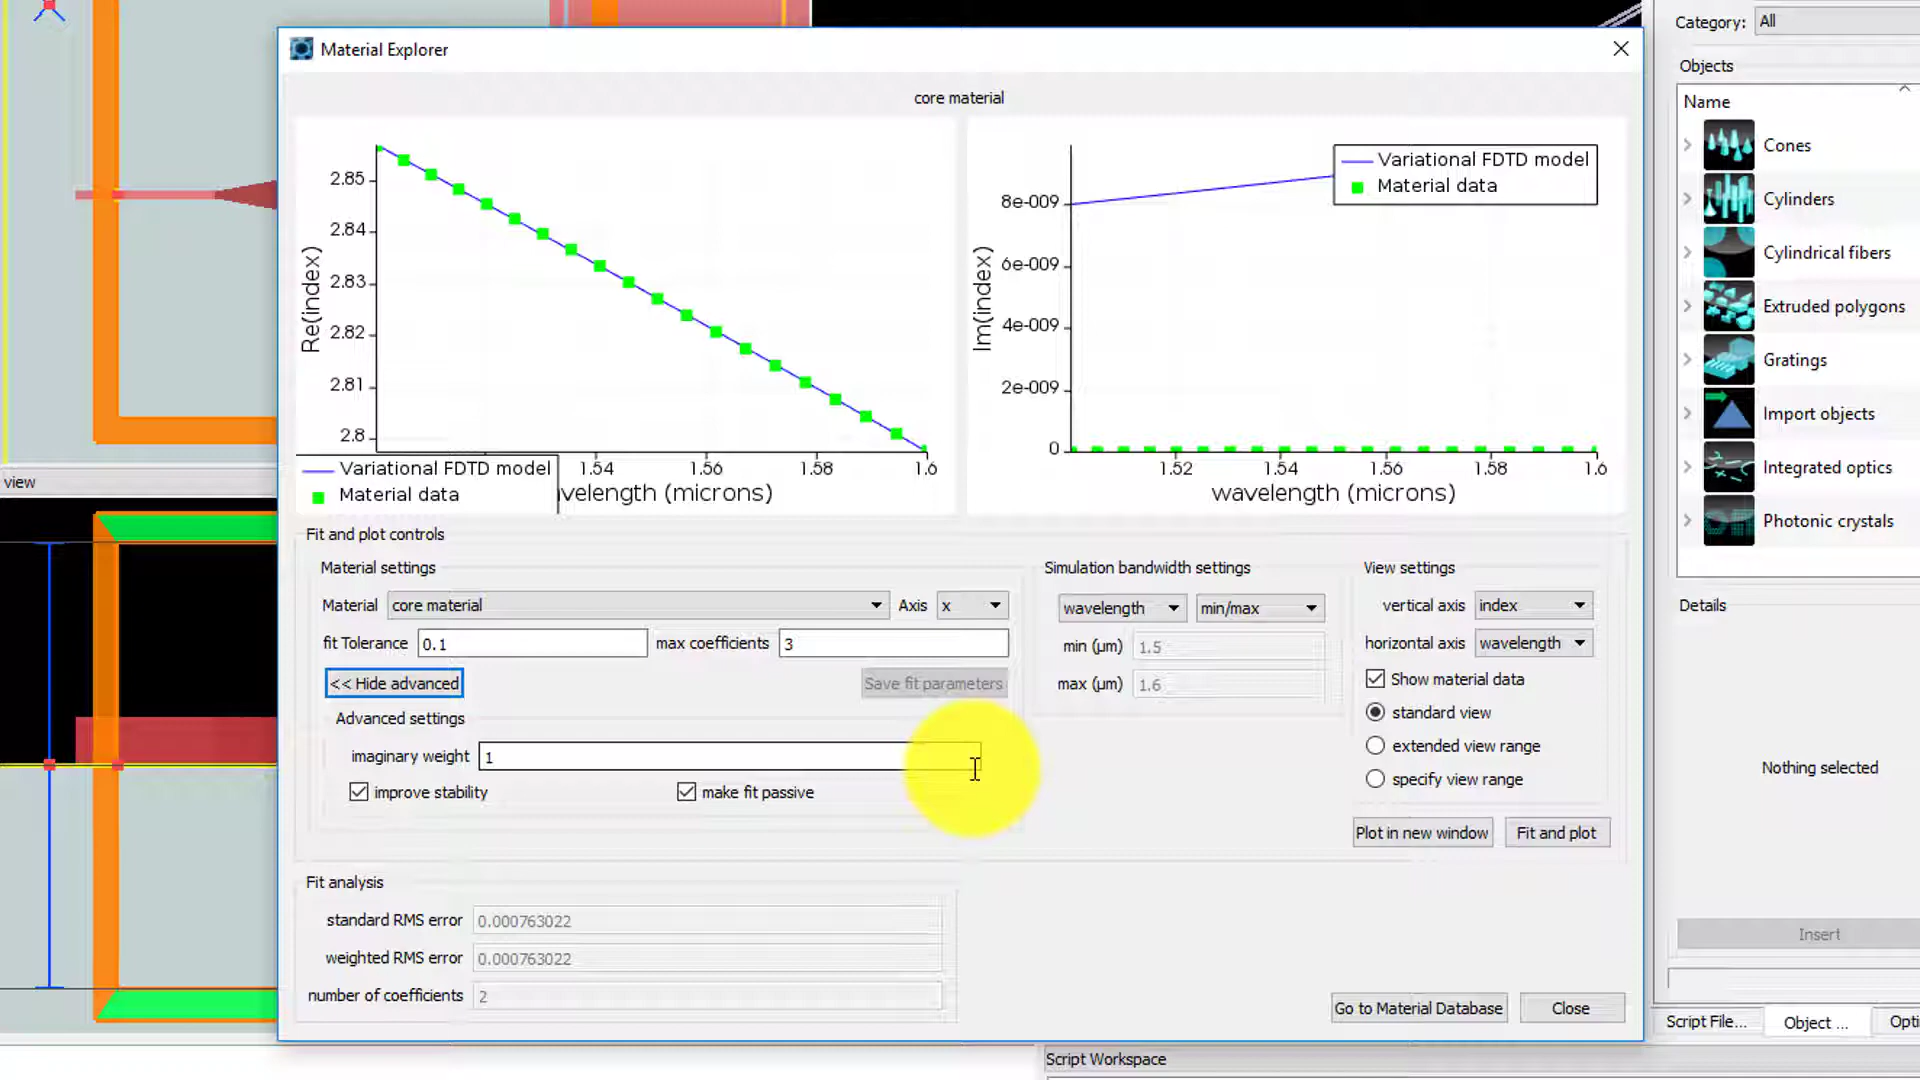 Material Explorer
core material
2.85
2.84
2.83
2.82
2.81
2.8
Re(index)
1.54
1.56
1.58
1.6
Variational FDTD model
Material data
velength (microns)
8e-009
6e-009
4e-009
2e-009
0
Im(index)
Variational FDTD model
Material data
1.52
1.54
1.56
1.58
1.6
wavelength (microns)
Fit and plot controls
Material settings
Material
core material
Axis
x
fit Tolerance
0.1
max coefficients
3
<< Hide advanced
Save fit parameters
Advanced settings
imaginary weight
1
improve stability
make fit passive
Simulation bandwidth settings
wavelength
min/max
min (µm)
1.5
max (µm)
1.6
View settings
vertical axis
index
horizontal axis
wavelength
Show material data
standard view
extended view range
specify view range
Plot in new window
Fit and plot
Fit analysis
standard RMS error
0.000763022
weighted RMS error
0.000763022
number of coefficients
2
Go to Material Database
Close
view
Category:
All
Objects
Name
Cones
Cylinders
Cylindrical fibers
Extruded polygons
Gratings
Import objects
Integrated optics
Photonic crystals
Details
Nothing selected
Insert
Script File...
Object ...
Opti
Script Workspace